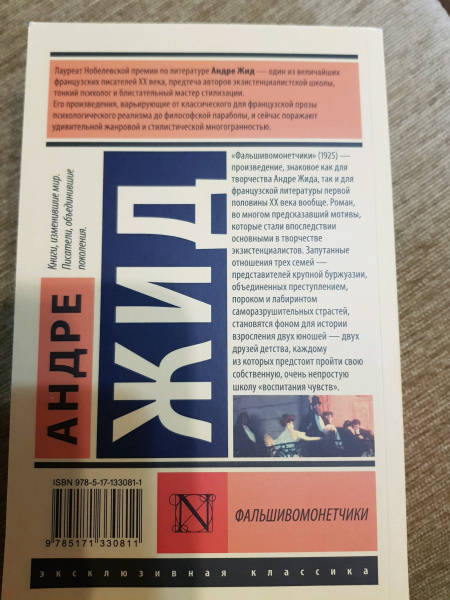 Лауреат Нобелевской премии по литературе Андре Жид — один из величайших
французских писателей XX века, предтеча авторов экзистенциалистской школы,
тонкий психолог и блистательный мастер стилизации.
Его произведения, варьирующие от классического для французской прозы
психологического реализма до философской параболы, и сейчас поражают
удивительной жанровой и стилистической многогранностью.
Книги, изменившие мир.
Писатели, объединившие
поколения.
АНДРЕ
ЖИД
«Фальшивомонетчики» (1925) —
произведение, знаковое как для
творчества Андре Жида, так и для
французской литературы первой
половины XX века вообще. Роман,
во многом предсказавший мотивы,
которые стали впоследствии
основными в творчестве
экзистенциалистов. Запутанные
отношения трех семей —
представителей крупной буржуазии,
объединенных преступлением,
пороком и лабиринтом
саморазрушительных страстей,
становятся фоном для истории
взросления двух юношей — двух
друзей детства, каждому
из которых предстоит пройти свою
собственную, очень непростую
школу «воспитания чувств».
ISBN 978-5-17-133081-1
9 785171 330811
N
ФАЛЬШИВОМОНЕТЧИКИ
эксклюзивная классика